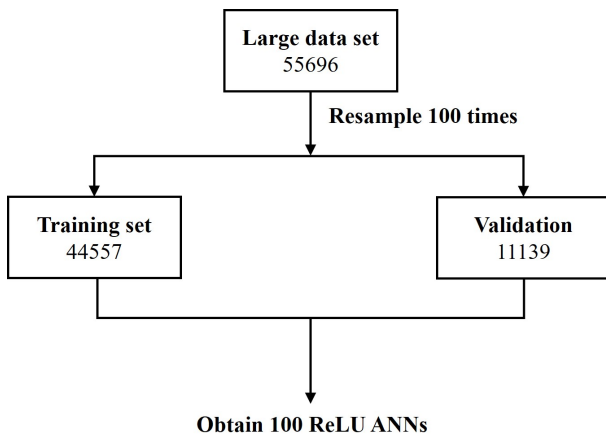 Large data set
55696
Resample 100 times
Training set
44557
Validation
11139
Obtain 100 ReLU ANNs